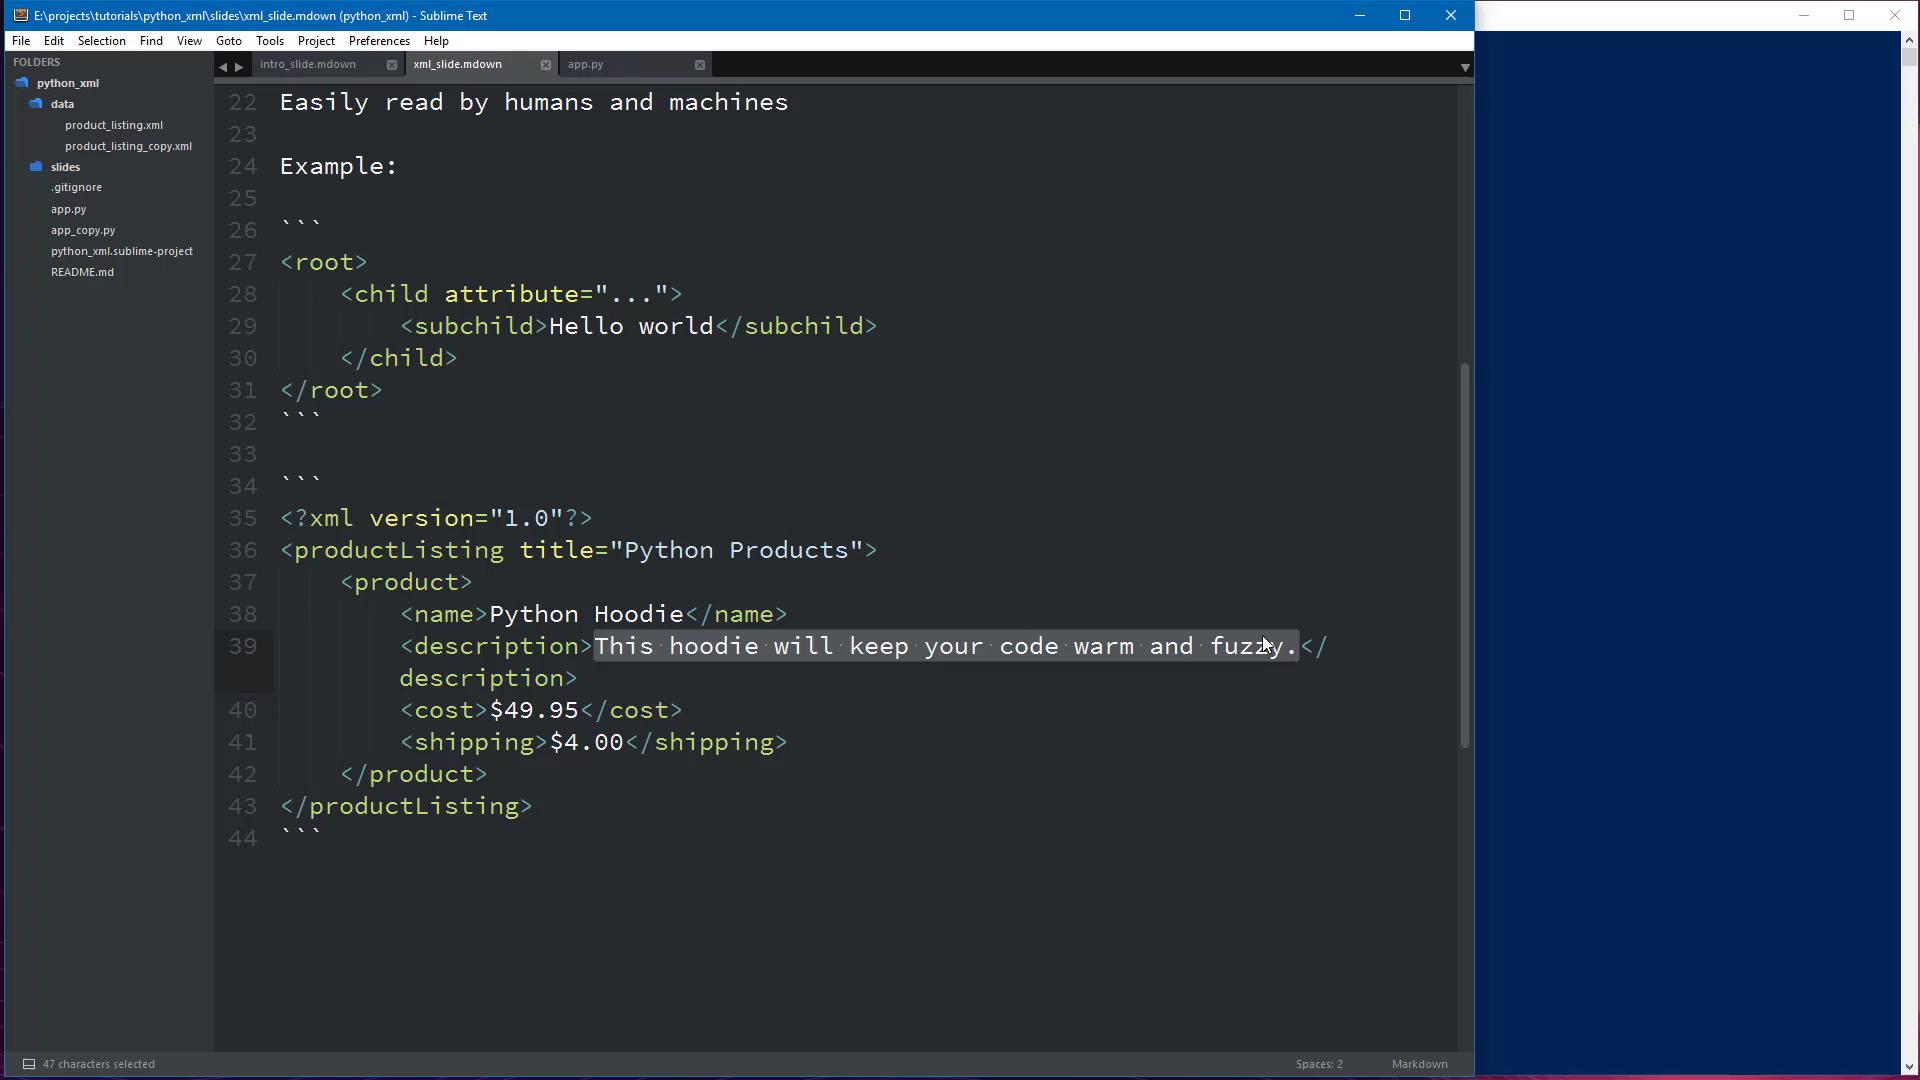 E:\projects\tutorials\python_xml\slides\xml_slide.mdown (python_xml) - Sublime Text
File Edit Selection Find View Goto Tools Project Preferences Help
FOLDERS
python_xml
data
product_listing.xml
product_listing_copy.xml
slides
.gitignore
app.py
app_copy.py
python_xml.sublime-project
README.md
intro_slide.mdown xml_slide.mdown app.py
22 Easily read by humans and machines
23
24 Example:
25
26 ```
27 <root>
28 <child attribute="...">
29 <subchild>Hello world</subchild>
30 </child>
31 </root>
32 ```
33
34 ```
35 <?xml version="1.0"?>
36 <productListing title="Python Products">
37 <product>
38 <name>Python Hoodie</name>
39 <description>This hoodie will keep your code warm and fuzzy.</
description>
40 <cost>$49.95</cost>
41 <shipping>$4.00</shipping>
42 </product>
43 </productListing>
44 ```
47 characters selected Spaces: 2 Markdown